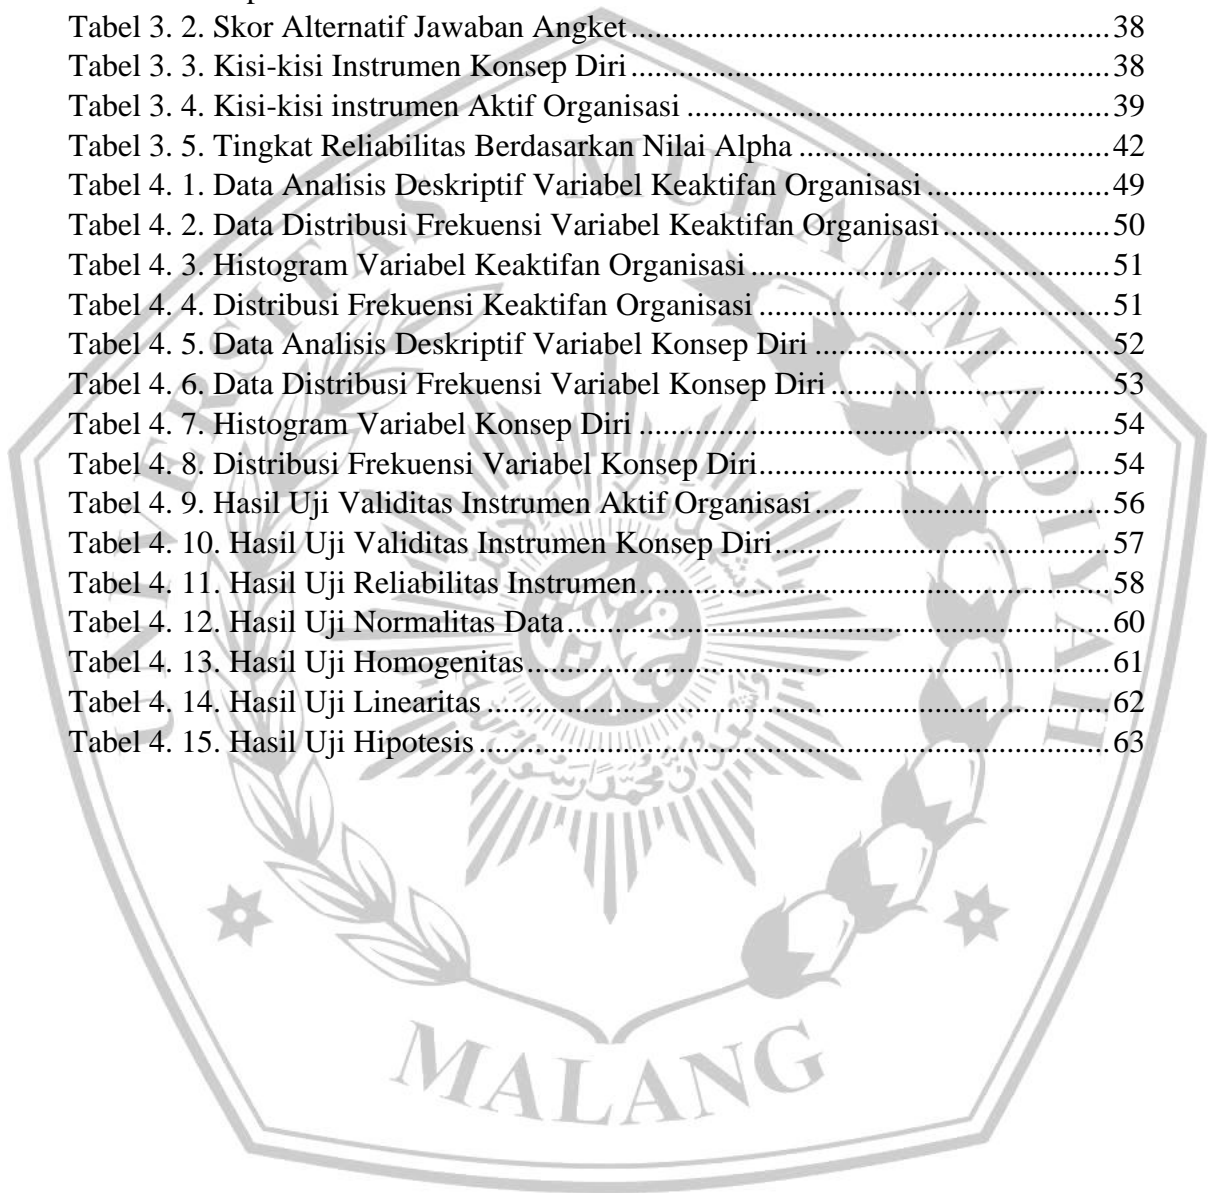 Tabel 3. 2. Skor Alternatif Jawaban Angket ........................................................ 38
Tabel 3. 3. Kisi-kisi Instrumen Konsep Diri ........................................................ 38
Tabel 3. 4. Kisi-kisi instrumen Aktif Organisasi .................................................. 39
Tabel 3. 5. Tingkat Reliabilitas Berdasarkan Nilai Alpha ..................................... 42
Tabel 4. 1. Data Analisis Deskriptif Variabel Keaktifan Organisasi ...................... 49
Tabel 4. 2. Data Distribusi Frekuensi Variabel Keaktifan Organisasi .................... 50
Tabel 4. 3. Histogram Variabel Keaktifan Organisasi .......................................... 51
Tabel 4. 4. Distribusi Frekuensi Keaktifan Organisasi ......................................... 51
Tabel 4. 5. Data Analisis Deskriptif Variabel Konsep Diri ................................... 52
Tabel 4. 6. Data Distribusi Frekuensi Variabel Konsep Diri ................................. 53
Tabel 4. 7. Histogram Variabel Konsep Diri ....................................................... 54
Tabel 4. 8. Distribusi Frekuensi Variabel Konsep Diri ......................................... 54
Tabel 4. 9. Hasil Uji Validitas Instrumen Aktif Organisasi ................................... 56
Tabel 4. 10. Hasil Uji Validitas Instrumen Konsep Diri ....................................... 57
Tabel 4. 11. Hasil Uji Reliabilitas Instrumen ...................................................... 58
Tabel 4. 12. Hasil Uji Normalitas Data .............................................................. 60
Tabel 4. 13. Hasil Uji Homogenitas ................................................................... 61
Tabel 4. 14. Hasil Uji Linearitas ....................................................................... 62
Tabel 4. 15. Hasil Uji Hipotesis ........................................................................ 63
UNIVERSITAS MUHAMMADIYAH
MALANG